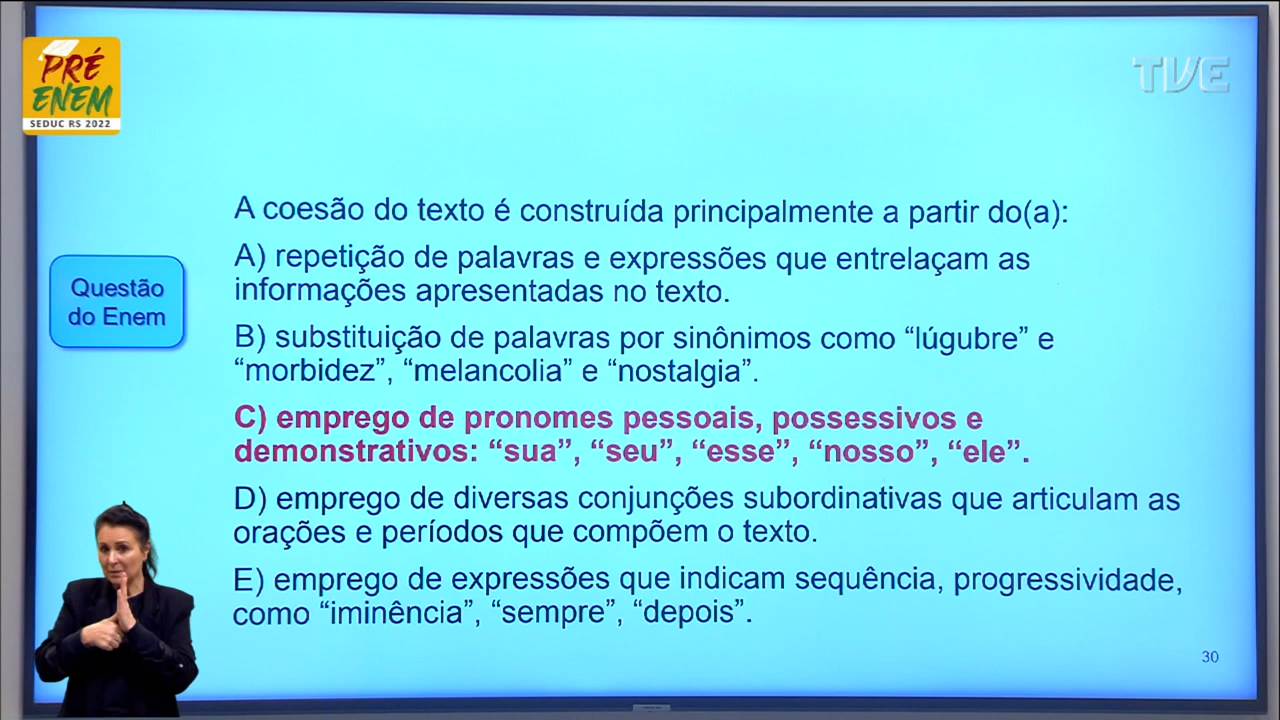 PRÉ
ENEM
SEDUC RS 2022
TVE
A coesão do texto é construída principalmente a partir do(a):
A) repetição de palavras e expressões que entrelaçam as
informações apresentadas no texto.
Questão
do Enem
B) substituição de palavras por sinônimos como “lúgubre” e
“morbidez”, “melancolia” e “nostalgia”.
C) emprego de pronomes pessoais, possessivos e
demonstrativos: “sua”, “seu”, “esse”, “nosso”, “ele”.
D) emprego de diversas conjunções subordinativas que articulam as
orações e períodos que compõem o texto.
E) emprego de expressões que indicam sequência, progressividade,
como “iminência”, “sempre”, “depois”.
30